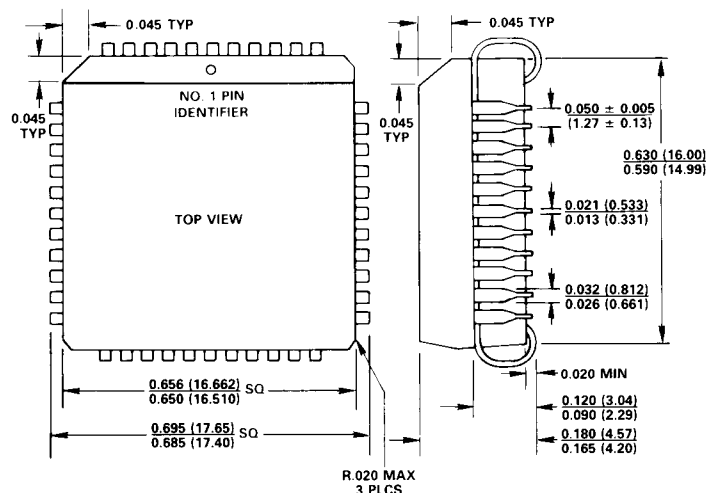 0.045 TYP
0.045 TYP
0.045
TYP
NO. 1 PIN
IDENTIFIER
0.045
TYP
0.050 ± 0.005
(1.27 ± 0.13)
0.630 (16.00)
0.590 (14.99)
TOP VIEW
0.021 (0.533)
0.013 (0.331)
0.032 (0.812)
0.026 (0.661)
0.020 MIN
0.656 (16.662) SQ
0.650 (16.510)
0.120 (3.04)
0.090 (2.29)
0.695 (17.65) SQ
0.685 (17.40)
0.180 (4.57)
0.165 (4.20)
R.020 MAX
3 PLCS